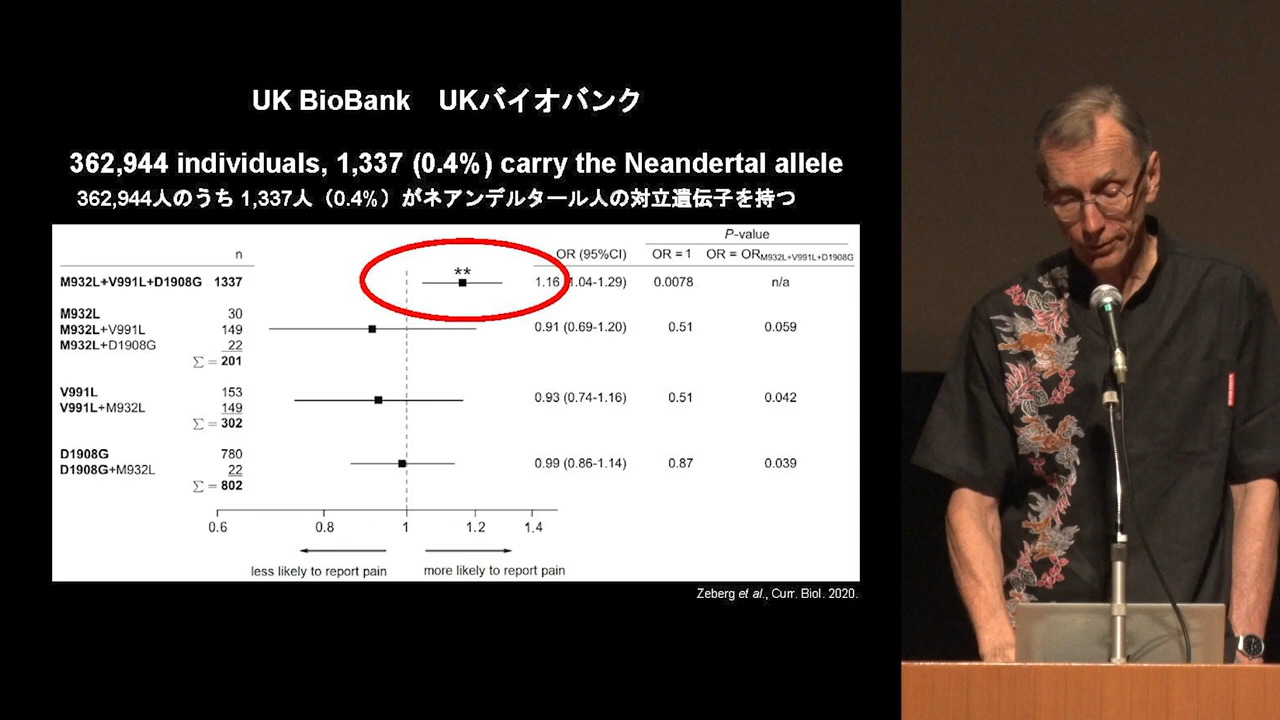 UK BioBank UKバイオバンク
362,944 individuals, 1,337 (0.4%) carry the Neandertal allele
362,944人のうち 1,337人（0.4%）がネアンデルタール人の対立遺伝子を持つ
P-value
n OR (95%CI) OR = 1 OR = OR M932L+V991L+D1908G
**
M932L+V991L+D1908G 1337 1.16 (1.04-1.29) 0.0078 n/a
M932L 30
M932L+V991L 149 0.91 (0.69-1.20) 0.51 0.059
M932L+D1908G 22
Σ = 201
V991L 153 0.93 (0.74-1.16) 0.51 0.042
V991L+M932L 149
Σ = 302
D1908G 780 0.99 (0.86-1.14) 0.87 0.039
D1908G+M932L 22
Σ = 802
0.6 0.8 1 1.2 1.4
less likely to report pain more likely to report pain
Zeberg et al., Curr. Biol. 2020.